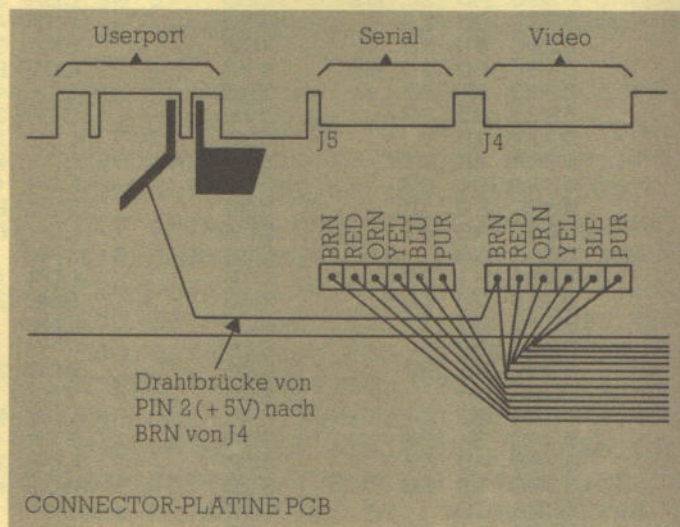 Userport Serial Video
J5 J4
BRN RED ORN YEL BLU PUR
BRN RED ORN YEL BLE PUR
Drahtbrücke von
PIN 2 (+ 5V) nach
BRN von J4
CONNECTOR-PLATINE PCB